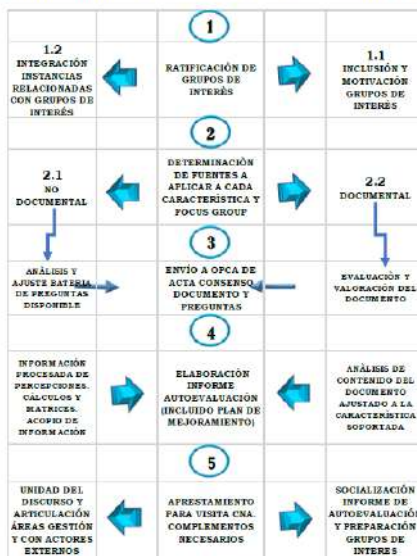 1
1.2
INTEGRACIÓN
INSTANCIAS
RELACIONADAS
CON GRUPOS DE
INTERÉS
RATIFICACIÓN DE
GRUPOS DE
INTERÉS
1.1
INCLUSIÓN Y
MOTIVACIÓN
GRUPOS DE
INTERÉS
2
2.1
NO
DOCUMENTAL
DETERMINACIÓN
DE FUENTES A
APLICAR A CADA
CARACTERÍSTICA Y
FOCUS GROUP
2.2
DOCUMENTAL
3
ANÁLISIS Y
AJUSTE BATERIA
DE PREGUNTAS
DISPONIBLE
ENVÍO A OPCA DE
ACTA CONSENSO
DOCUMENTO Y
PREGUNTAS
EVALUACIÓN Y
VALORACIÓN DEL
DOCUMENTO
4
INFORMACIÓN
PROCESADA DE
PERCEPCIONES.
CÁLCULOS Y
MATRICES.
ACOPIO DE
INFORMACIÓN
ELABORACIÓN
INFORME
AUTOEVALUACIÓN
(INCLUIDO PLAN DE
MEJORAMIENTO)
ANÁLISIS DE
CONTENIDO DEL
DOCUMENTO
AJUSTADO A LA
CARACTERÍSTICA
SOPORTADA
5
UNIDAD DEL
DISCURSO Y
ARTICULACIÓN
ÁREAS GESTIÓN
Y CON ACTORES
EXTERNOS
APRESTAMIENTO
PARA VISITA CNA.
COMPLEMENTOS
NECESARIOS
SOCIALIZACIÓN
INFORME DE
AUTOEVALUACIÓN
Y PREPARACIÓN
GRUPOS DE
INTERES